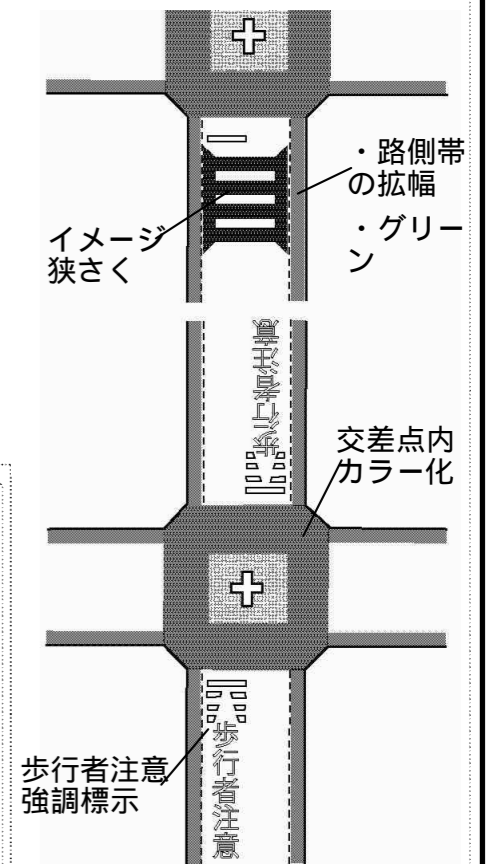 ・路側帯
の拡幅
・グリー
ン
イメージ
狭さく
歩行者注意
交差点内
カラー化
歩行者注意
強調標示
歩行者注意